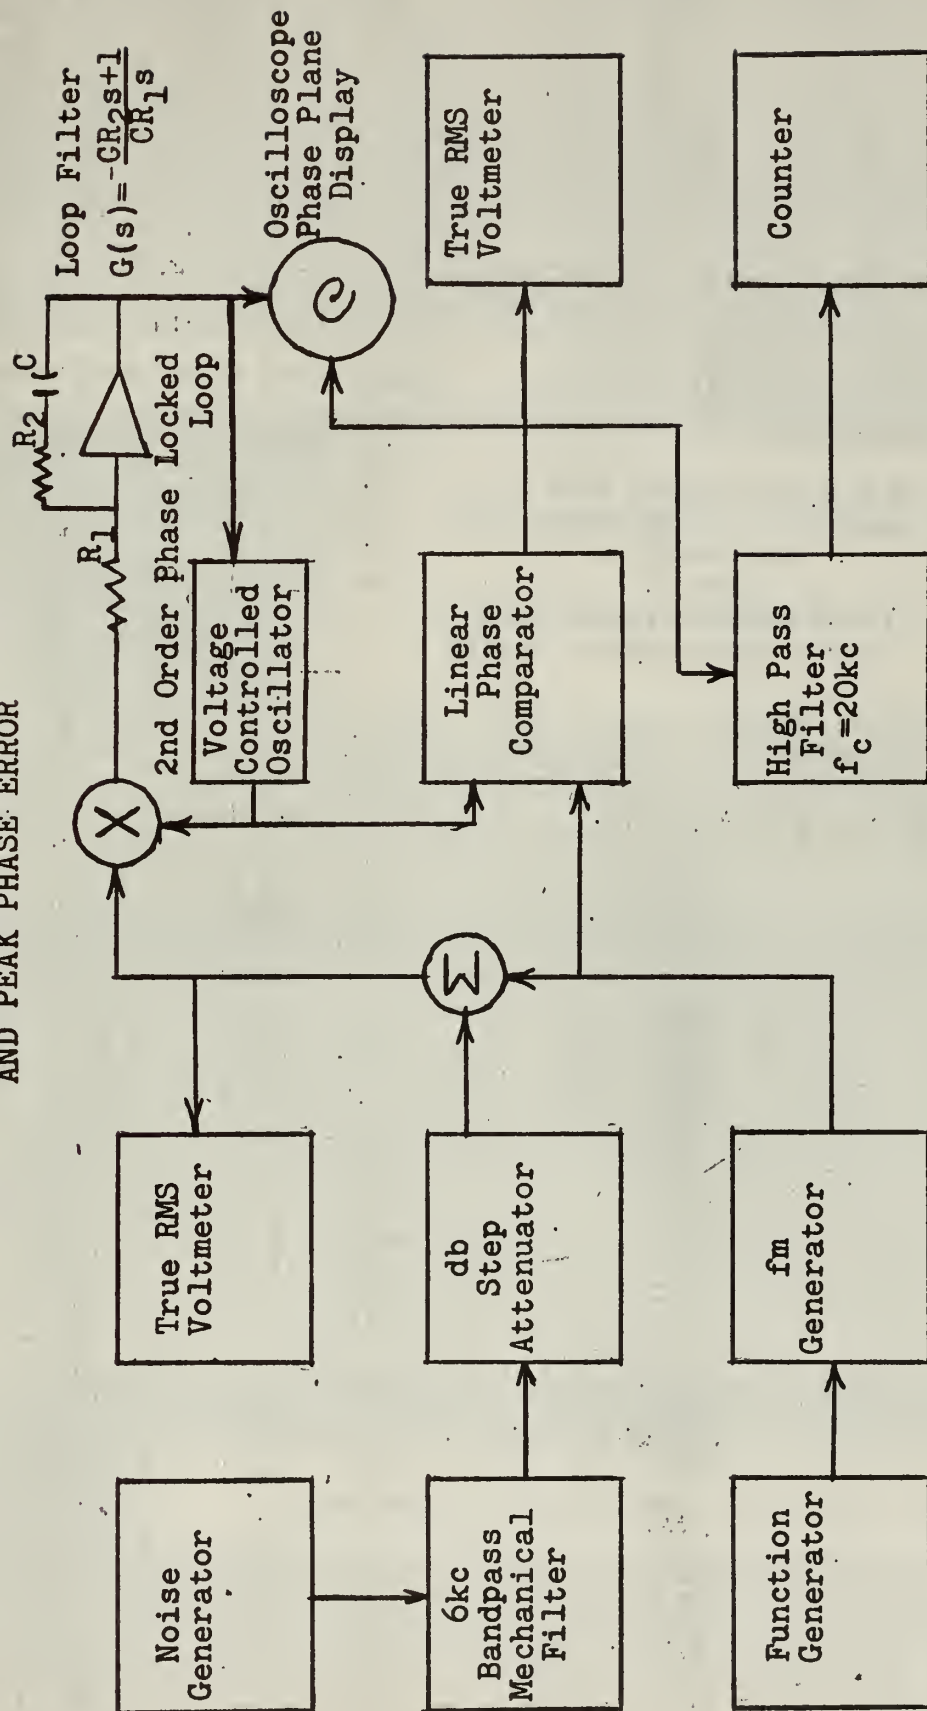 AND PEAK PHASE ERROR
Noise
Generator
True RMS
Voltmeter
X
R1
R2
C
Loop Filter
G(s)=-GR2s+1
CR1s
2nd Order Phase Locked
Loop
Voltage
Controlled
Oscillator
Oscilloscope
Phase Plane
Display
6kc
Bandpass
Mechanical
Filter
db
Step
Attenuator
Σ
Linear
Phase
Comparator
True RMS
Voltmeter
Function
Generator
fm
Generator
High Pass
Filter
fc=20kc
Counter